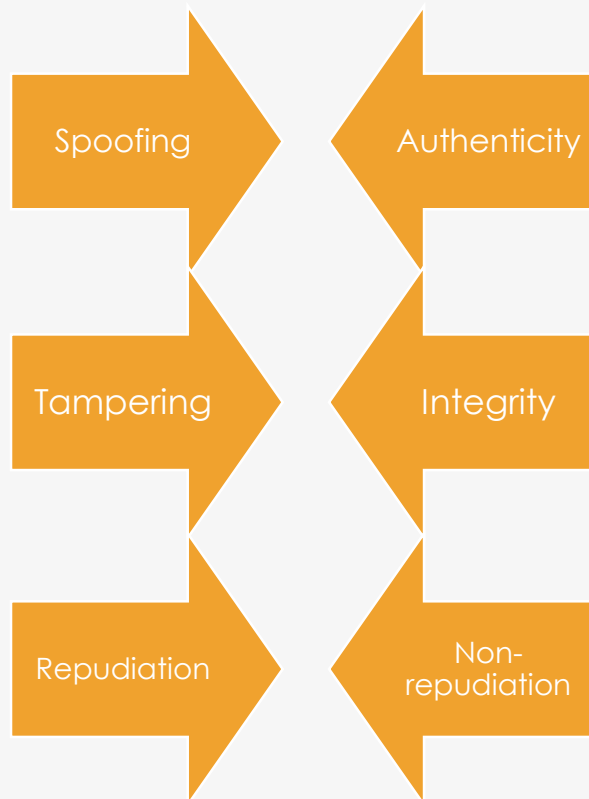 Spoofing
Authenticity
Tampering
Integrity
Repudiation
Non-
repudiation